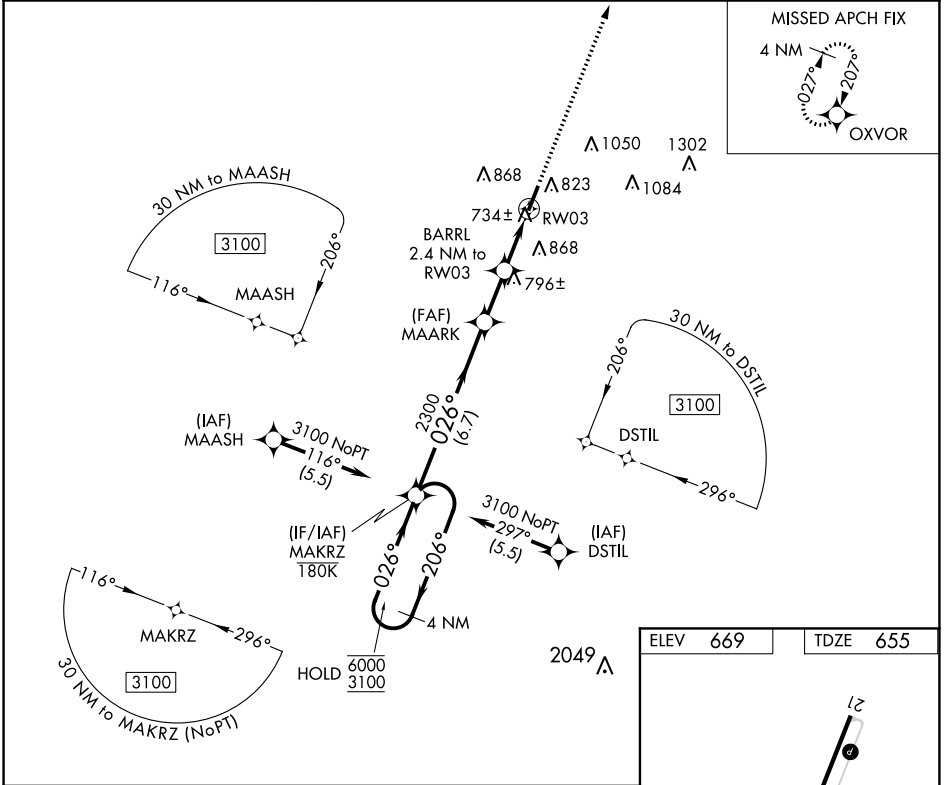 MISSED APCH FIX
4 NM
027°
207°
OXVOR
1050
1302
868
823
1084
734±
RW03
BARRL
2.4 NM to
RW03
868
796±
(FAF)
MAARK
30 NM to MAASH
3100
206°
116°
MAASH
30 NM to DSTIL
206°
3100
DSTIL
296°
(IAF)
MAASH
3100 NoPT
116°
(5.5)
2300
026°
(6.7)
(IF/IAF)
MAKRZ
180K
3100 NoPT
297°
(5.5)
(IAF)
DSTIL
026°
206°
4 NM
HOLD
6000
3100
116°
MAKRZ
296°
3100
30 NM to MAKRZ (NoPT)
2049
ELEV 669
TDZE 655
21
P